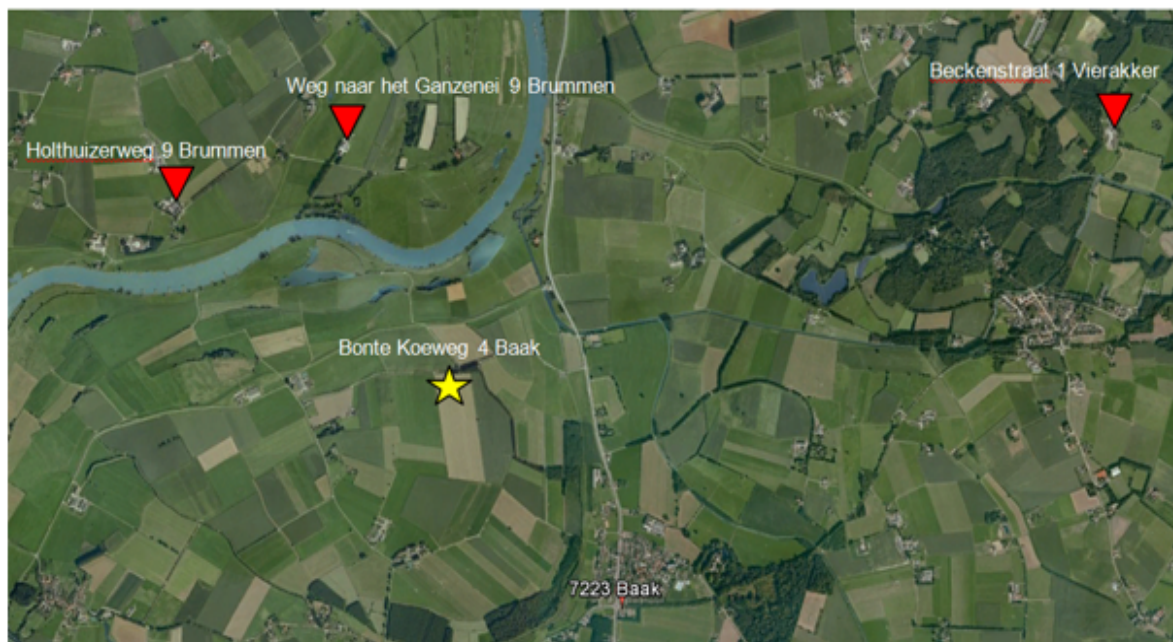 Weg naar het Ganzenei 9 Brummen
Beckenstraat 1 Vierakker
Holthuizerweg 9 Brummen
Bonte Koeweg 4 Baak
7223 Baak